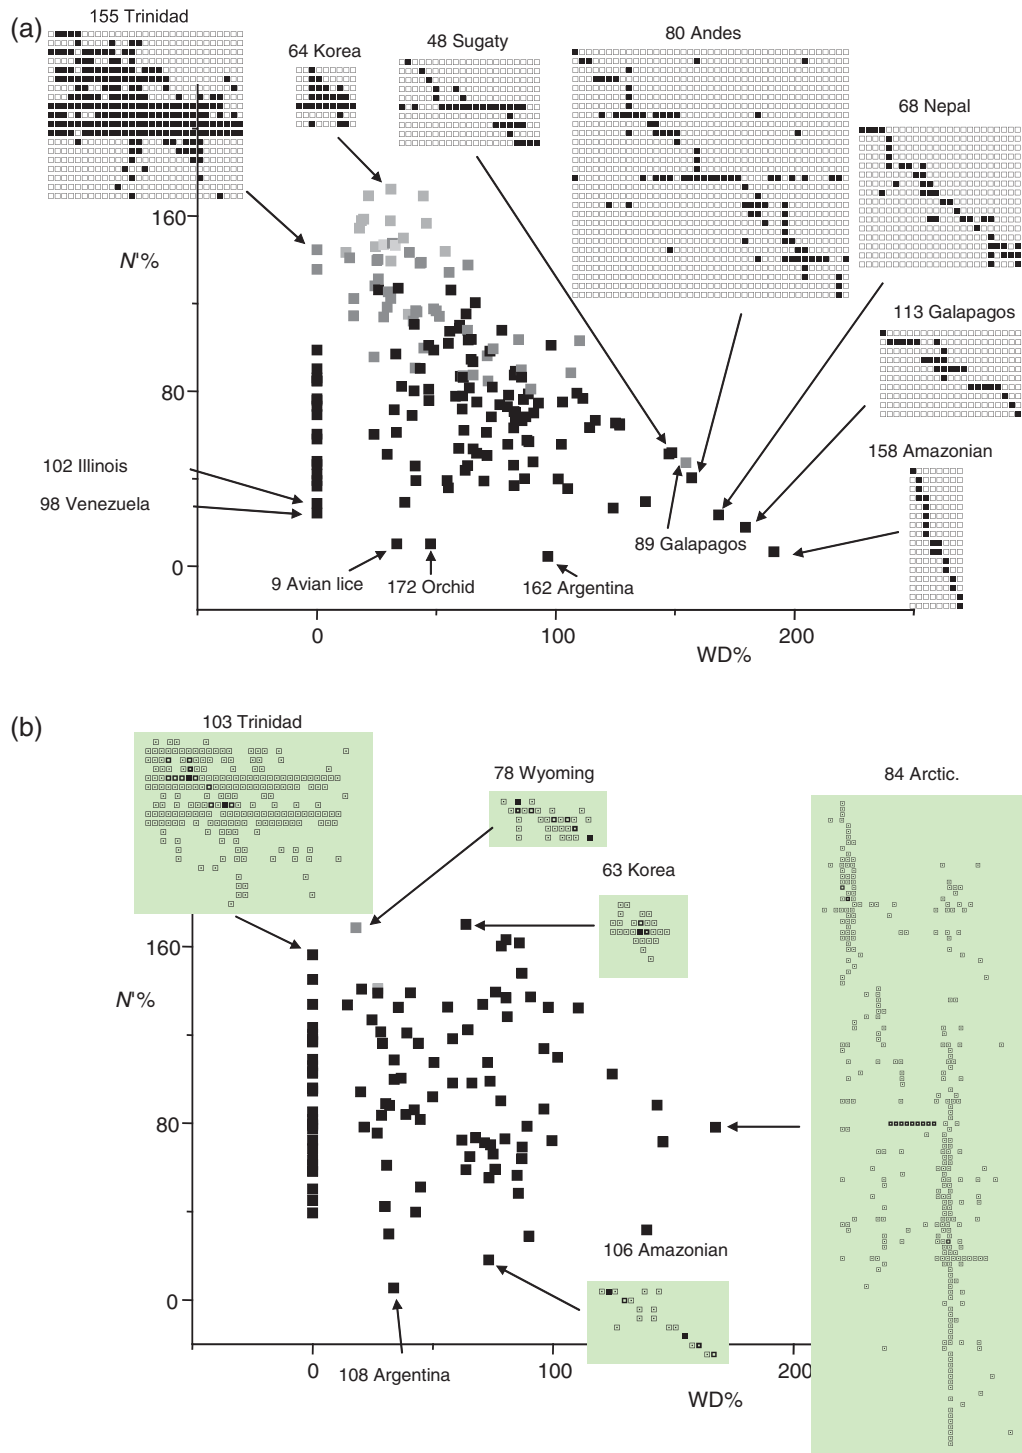 (a)
155 Trinidad
64 Korea
48 Sugaty
80 Andes
68 Nepal
113 Galapagos
158 Amazonian
160
N'%
80
0
102 Illinois
98 Venezuela
9 Avian lice
172 Orchid
162 Argentina
89 Galapagos
0
100
200
WD%
(b)
103 Trinidad
78 Wyoming
84 Arctic.
63 Korea
160
N'%
80
0
106 Amazonian
108 Argentina
0
100
200
WD%